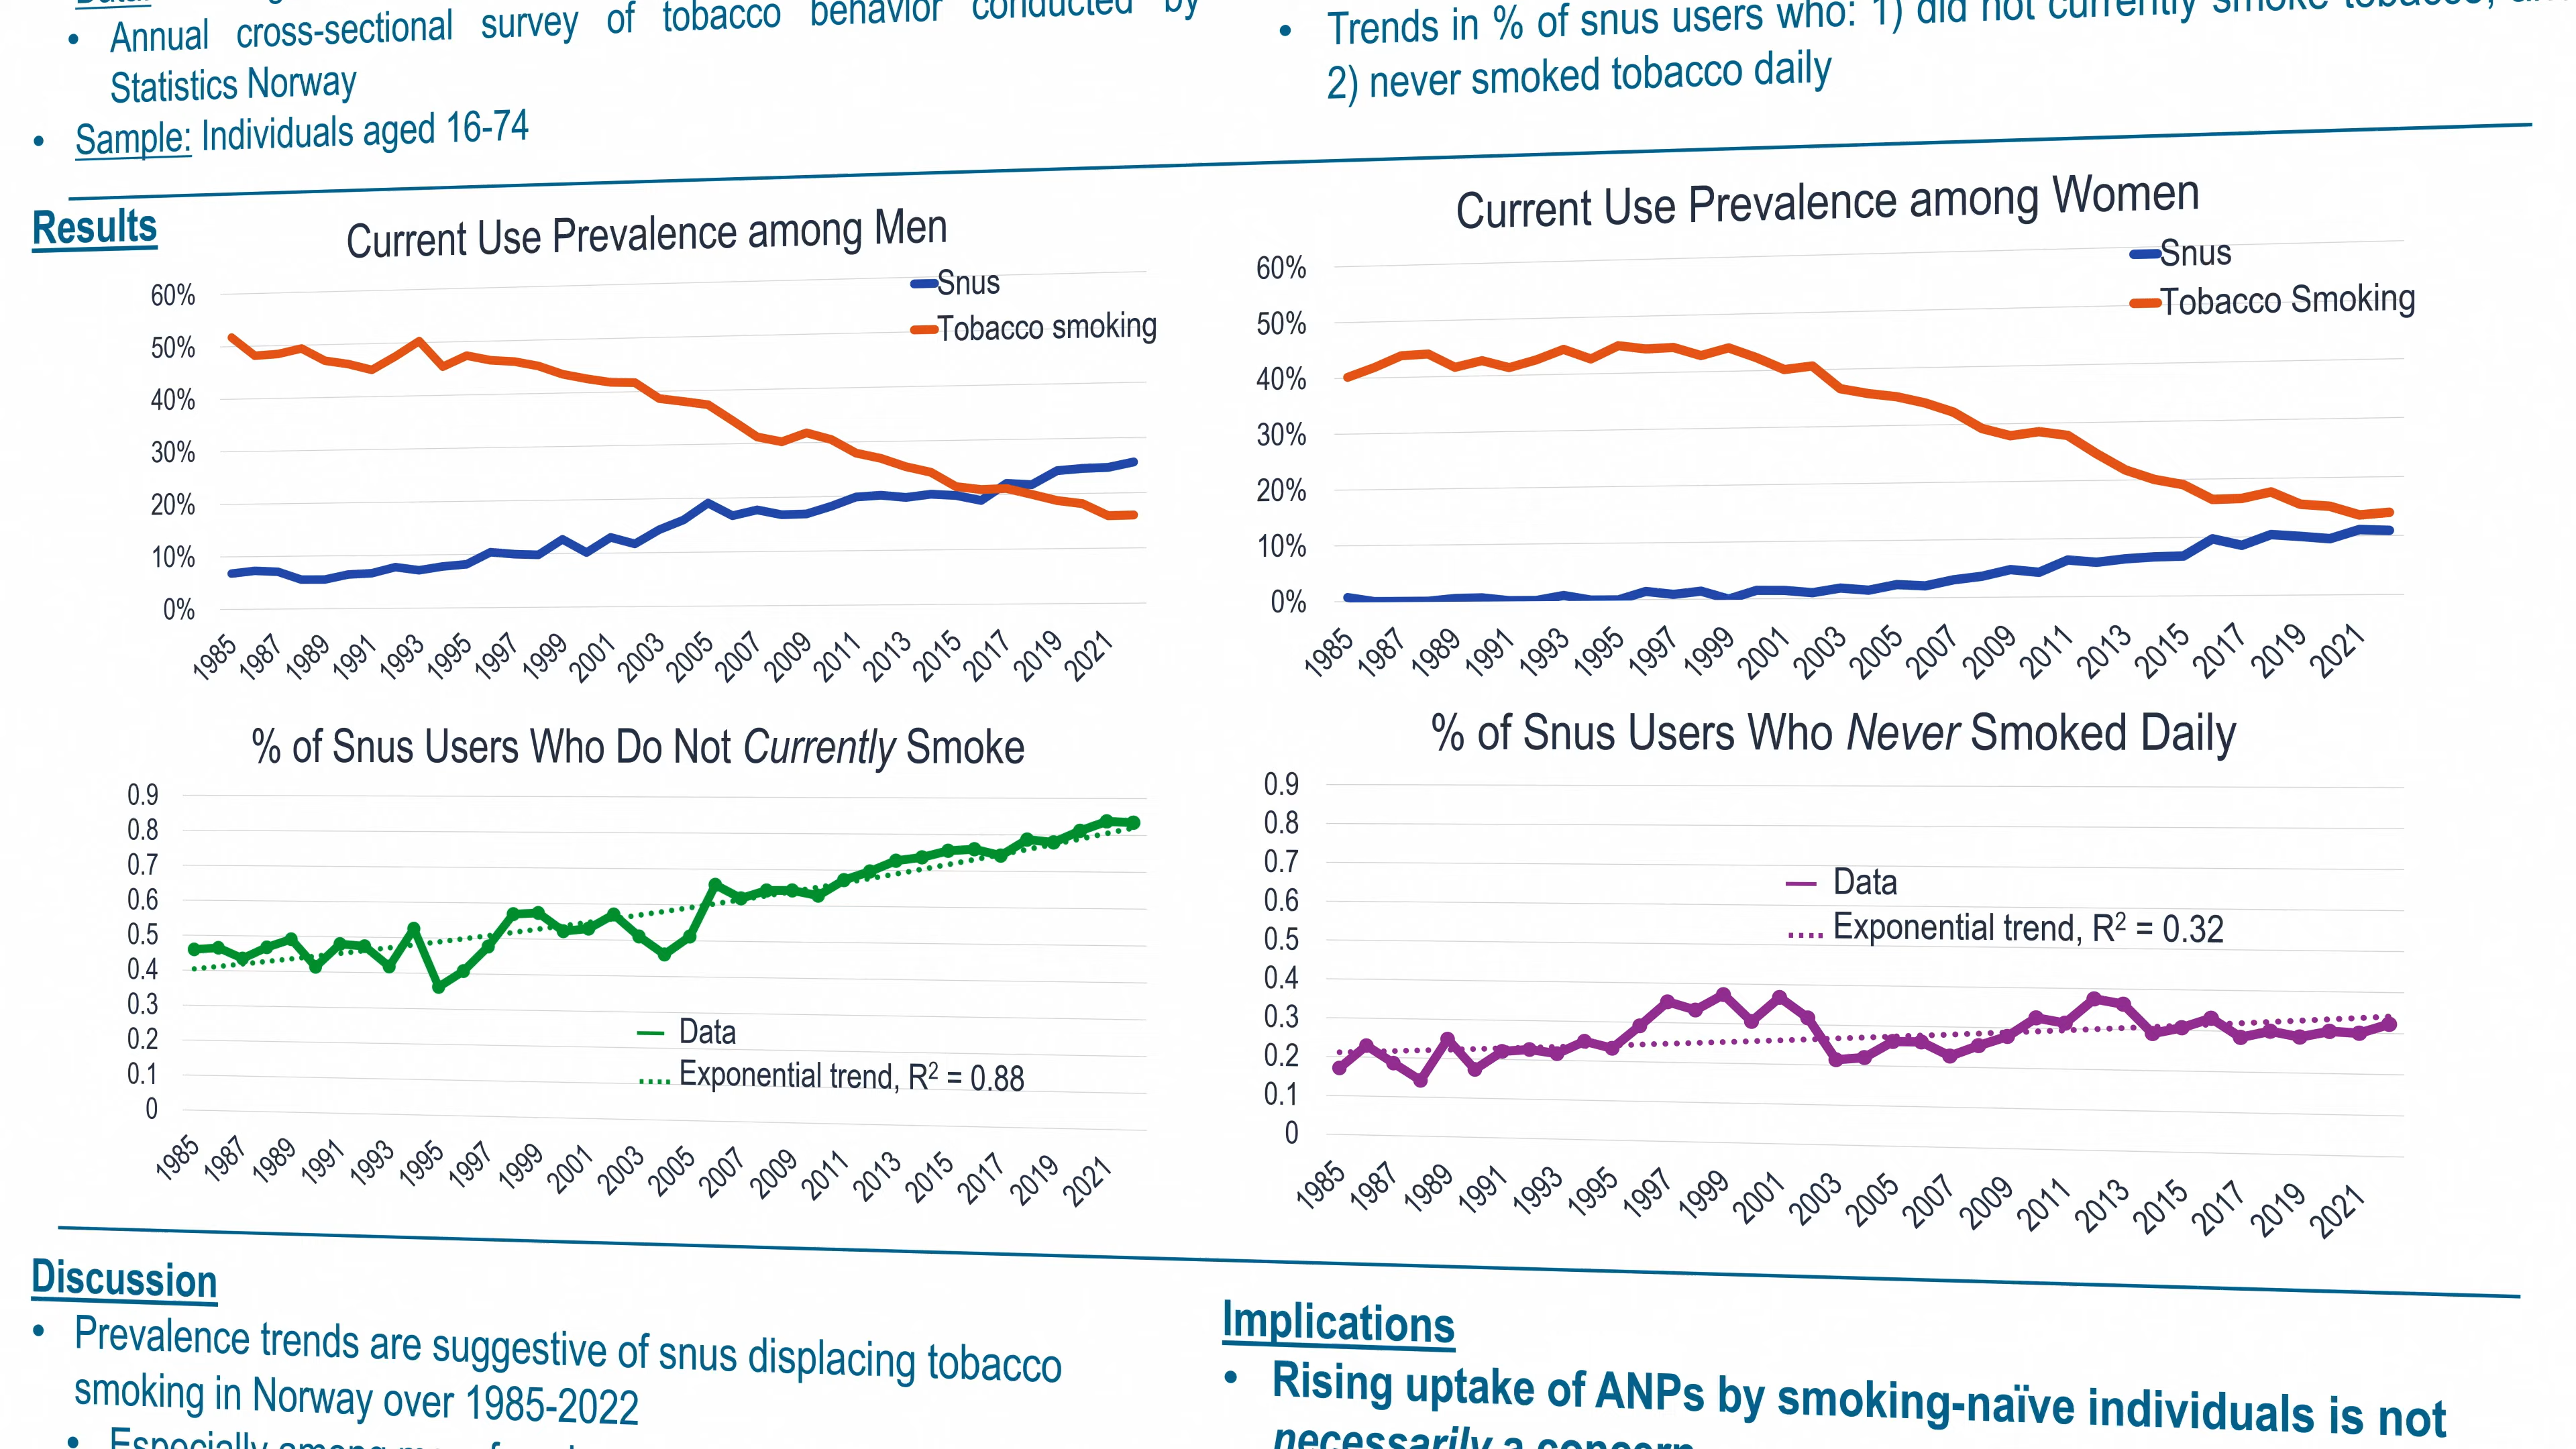 • Annual cross-sectional survey of tobacco behavior conducted by
Statistics Norway
• Sample: Individuals aged 16-74
• Trends in % of snus users who: 1) did not currently smoke tobacco,
2) never smoked tobacco daily
Results
Current Use Prevalence among Men
Snus
Tobacco smoking
60%
50%
40%
30%
20%
10%
0%
1985 1987 1989 1991 1993 1995 1997 1999 2001 2003 2005 2007 2009 2011 2013 2015 2017 2019 2021
Current Use Prevalence among Women
Snus
Tobacco Smoking
60%
50%
40%
30%
20%
10%
0%
1985 1987 1989 1991 1993 1995 1997 1999 2001 2003 2005 2007 2009 2011 2013 2015 2017 2019 2021
% of Snus Users Who Do Not Currently Smoke
0.9
0.8
0.7
0.6
0.5
0.4
0.3
0.2
0.1
0
Data
Exponential trend, R² = 0.88
1985 1987 1989 1991 1993 1995 1997 1999 2001 2003 2005 2007 2009 2011 2013 2015 2017 2019 2021
% of Snus Users Who Never Smoked Daily
0.9
0.8
0.7
0.6
0.5
0.4
0.3
0.2
0.1
0
Data
Exponential trend, R² = 0.32
1985 1987 1989 1991 1993 1995 1997 1999 2001 2003 2005 2007 2009 2011 2013 2015 2017 2019 2021
Discussion
• Prevalence trends are suggestive of snus displacing tobacco
smoking in Norway over 1985-2022
• Especially among
Implications
• Rising uptake of ANPs by smoking-naïve individuals is not
necessarily a concern